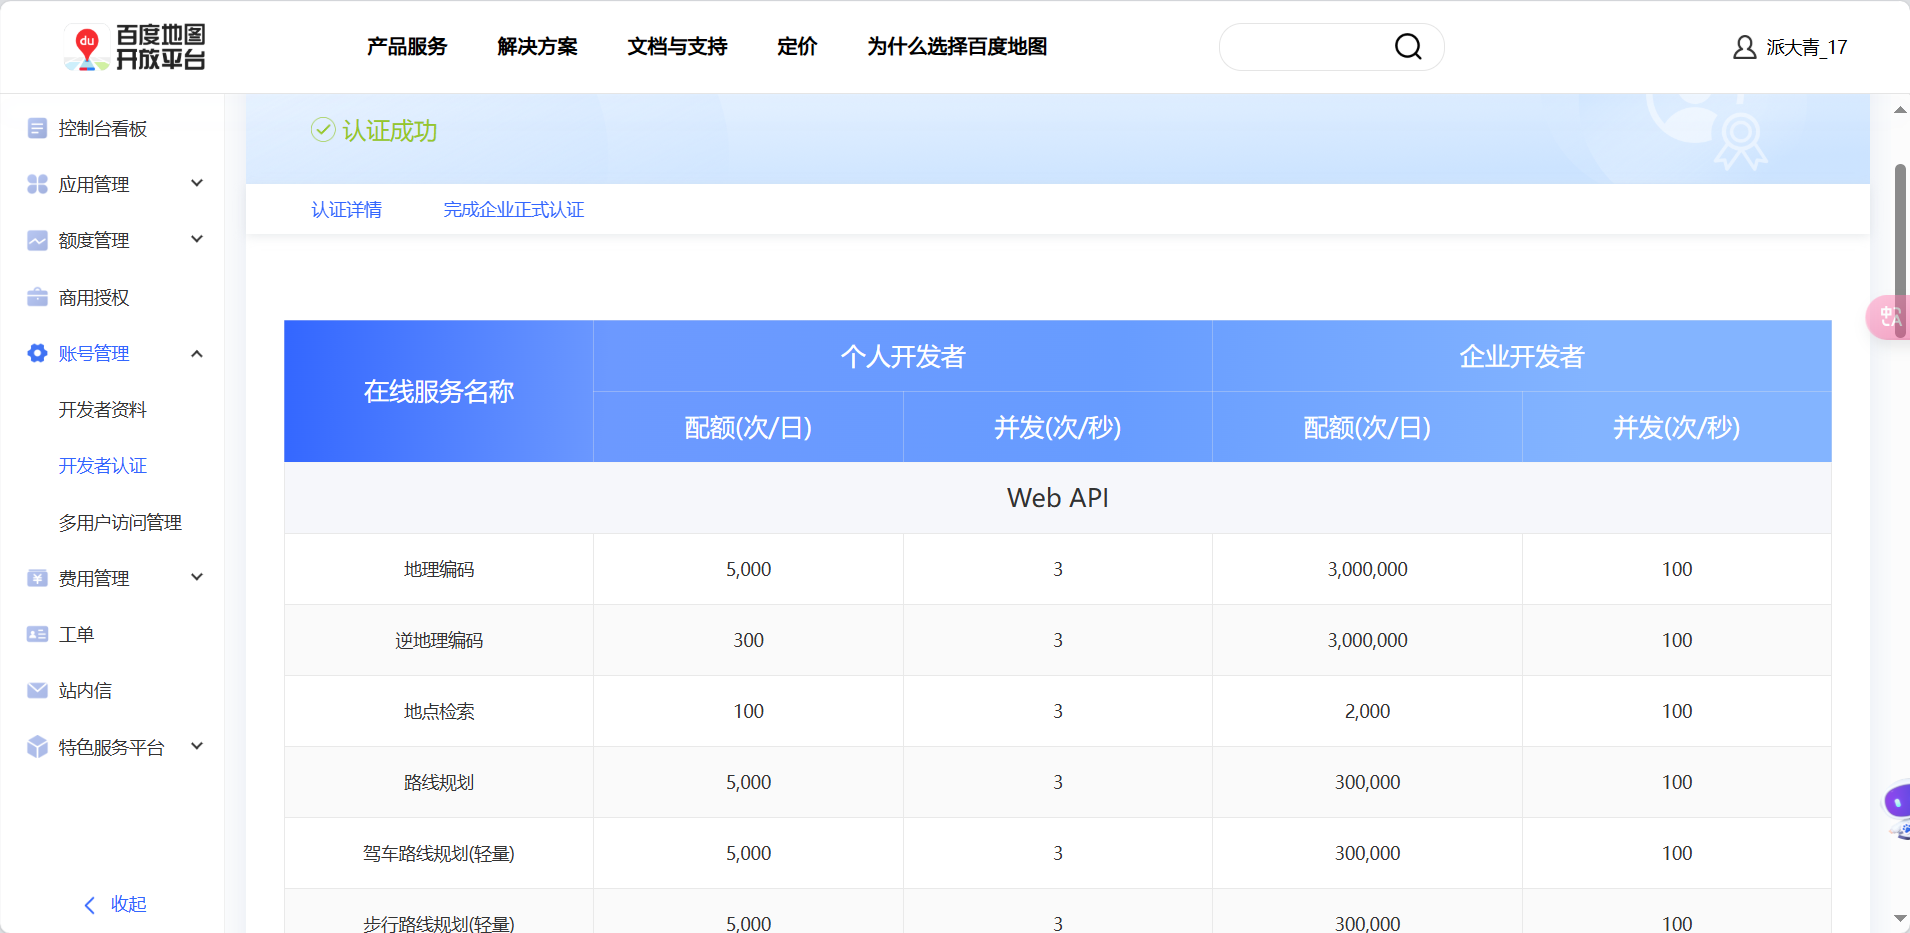 du 百度地图
开放平台
产品服务 解决方案 文档与支持 定价 为什么选择百度地图
派大青_17
控制台看板
应用管理
额度管理
商用授权
账号管理
开发者资料
开发者认证
多用户访问管理
费用管理
工单
站内信
特色服务平台
收起
认证成功
认证详情 完成企业正式认证
在线服务名称 个人开发者 企业开发者
配额(次/日) 并发(次/秒) 配额(次/日) 并发(次/秒)
Web API
地理编码 5,000 3 3,000,000 100
逆地理编码 300 3 3,000,000 100
地点检索 100 3 2,000 100
路线规划 5,000 3 300,000 100
驾车路线规划(轻量) 5,000 3 300,000 100
步行路线规划(轻量) 5,000 3 300,000 100